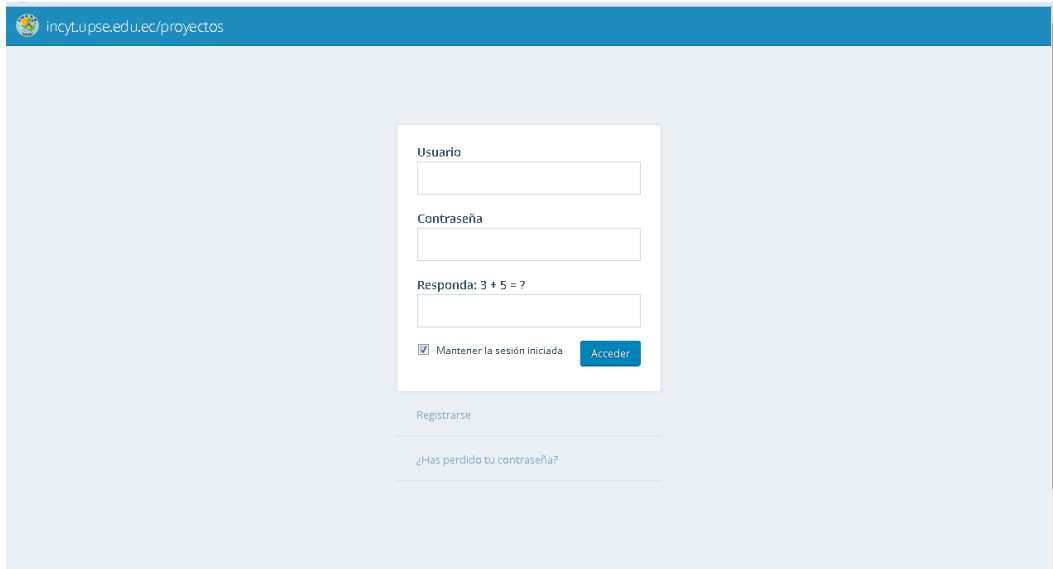 incyt.upse.edu.ec/proyectos
Usuario
Contraseña
Responda: 3 + 5 = ?
Mantener la sesión iniciada
Acceder
Registrarse
¿Has perdido tu contraseña?